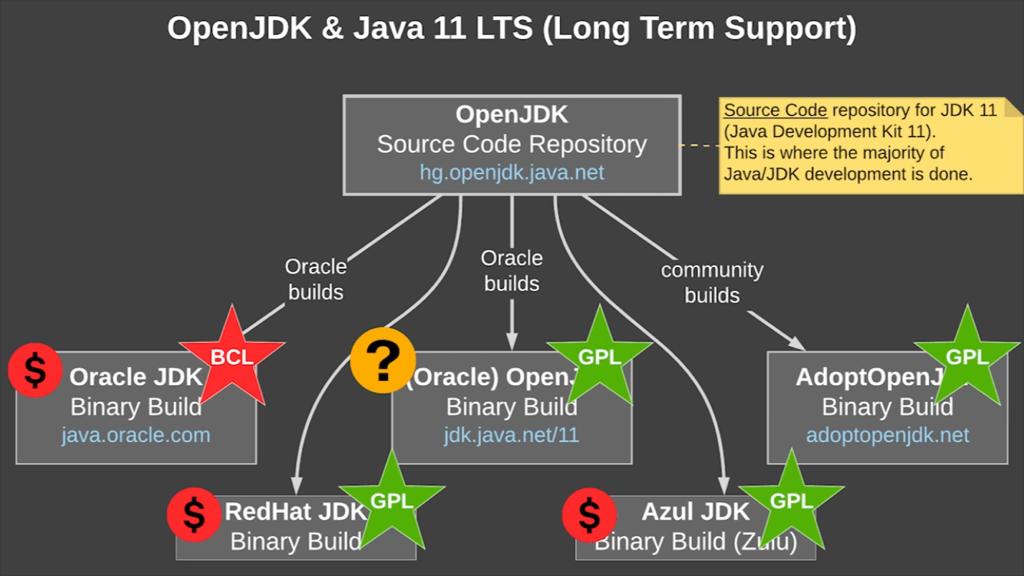 OpenJDK & Java 11 LTS (Long Term Support)
OpenJDK
Source Code Repository
hg.openjdk.java.net
Source Code repository for JDK 11
(Java Development Kit 11).
This is where the majority of
Java/JDK development is done.
Oracle
builds
Oracle
builds
community
builds
$
BCL
Oracle JDK
Binary Build
java.oracle.com
?
GPL
(Oracle) OpenJ
Binary Build
jdk.java.net/11
GPL
AdoptOpenJ
Binary Build
adoptopenjdk.net
$
GPL
RedHat JDK
Binary Build
$
GPL
Azul JDK
Binary Build (Zulu)